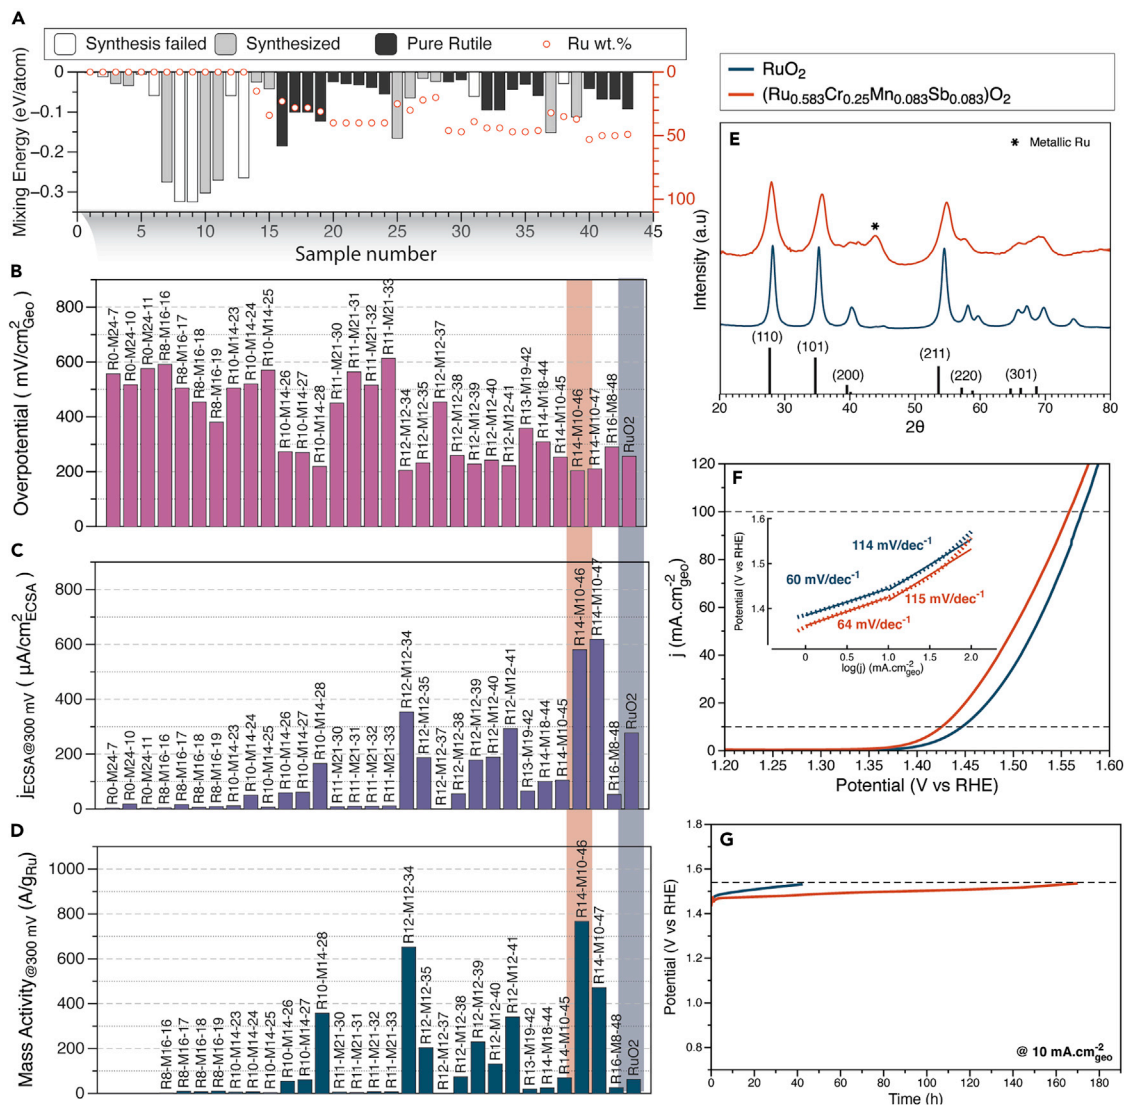 A
Synthesis failed
Synthesized
Pure Rutile
Ru wt.%
Mixing Energy (eV/atom)
0
−0.1
−0.2
−0.3
0
50
100
0 5 10 15 20 25 30 35 40 45
Sample number
B
Overpotential ( mV/cm²Geo)
800
600
400
200
0
R0-M24-7
R0-M24-10
R0-M24-11
R8-M16-16
R8-M16-17
R8-M16-18
R8-M16-19
R10-M14-23
R10-M14-24
R10-M14-25
R10-M14-26
R10-M14-27
R10-M14-28
R11-M21-30
R11-M21-31
R11-M21-32
R11-M21-33
R12-M12-34
R12-M12-35
R12-M12-37
R12-M12-38
R12-M12-39
R12-M12-40
R12-M12-41
R13-M19-42
R14-M18-44
R14-M10-45
R14-M10-46
R14-M10-47
R16-M8-48
RuO2
C
jECSA@300 mv ( µA/cm²ECSA)
800
600
400
200
0
R0-M24-7
R0-M24-10
R0-M24-11
R8-M16-16
R8-M16-17
R8-M16-18
R8-M16-19
R10-M14-23
R10-M14-24
R10-M14-25
R10-M14-26
R10-M14-27
R10-M14-28
R11-M21-30
R11-M21-31
R11-M21-32
R11-M21-33
R12-M12-34
R12-M12-35
R12-M12-37
R12-M12-38
R12-M12-39
R12-M12-40
R12-M12-41
R13-M19-42
R14-M18-44
R14-M10-45
R14-M10-46
R14-M10-47
R16-M8-48
RuO2
D
Mass Activity@300 mV (A/gRu)
1000
800
600
400
200
0
R8-M16-16
R8-M16-17
R8-M16-18
R8-M16-19
R10-M14-23
R10-M14-24
R10-M14-25
R10-M14-26
R10-M14-27
R10-M14-28
R11-M21-30
R11-M21-31
R11-M21-32
R11-M21-33
R12-M12-34
R12-M12-35
R12-M12-37
R12-M12-38
R12-M12-39
R12-M12-40
R12-M12-41
R13-M19-42
R14-M18-44
R14-M10-45
R14-M10-46
R14-M10-47
R16-M8-48
RuO2
RuO₂
(Ru₀.₅₈₃Cr₀.₂₅Mn₀.₀₈₃Sb₀.₀₈₃)O₂
E
* Metallic Ru
*
Intensity (a.u)
(110)
(101)
(200)
(211)
(220)
(301)
20 30 40 50 60 70 80
2θ
F
j (mA.cm⁻²geo)
120
100
80
60
40
20
0
1.20 1.25 1.30 1.35 1.40 1.45 1.50 1.55 1.60
Potential (V vs RHE)
Potential (V vs RHE)
1.6
1.5
1.4
114 mV/dec⁻¹
60 mV/dec⁻¹
115 mV/dec⁻¹
64 mV/dec⁻¹
0 0.5 1.0 1.5 2.0
log(j) (mA.cm⁻²geo)
G
Potential (V vs RHE)
1.8
1.6
1.4
1.2
1.0
0.8
@ 10 mA.cm⁻²geo
0 20 40 60 80 100 120 140 160 180
Time (h)